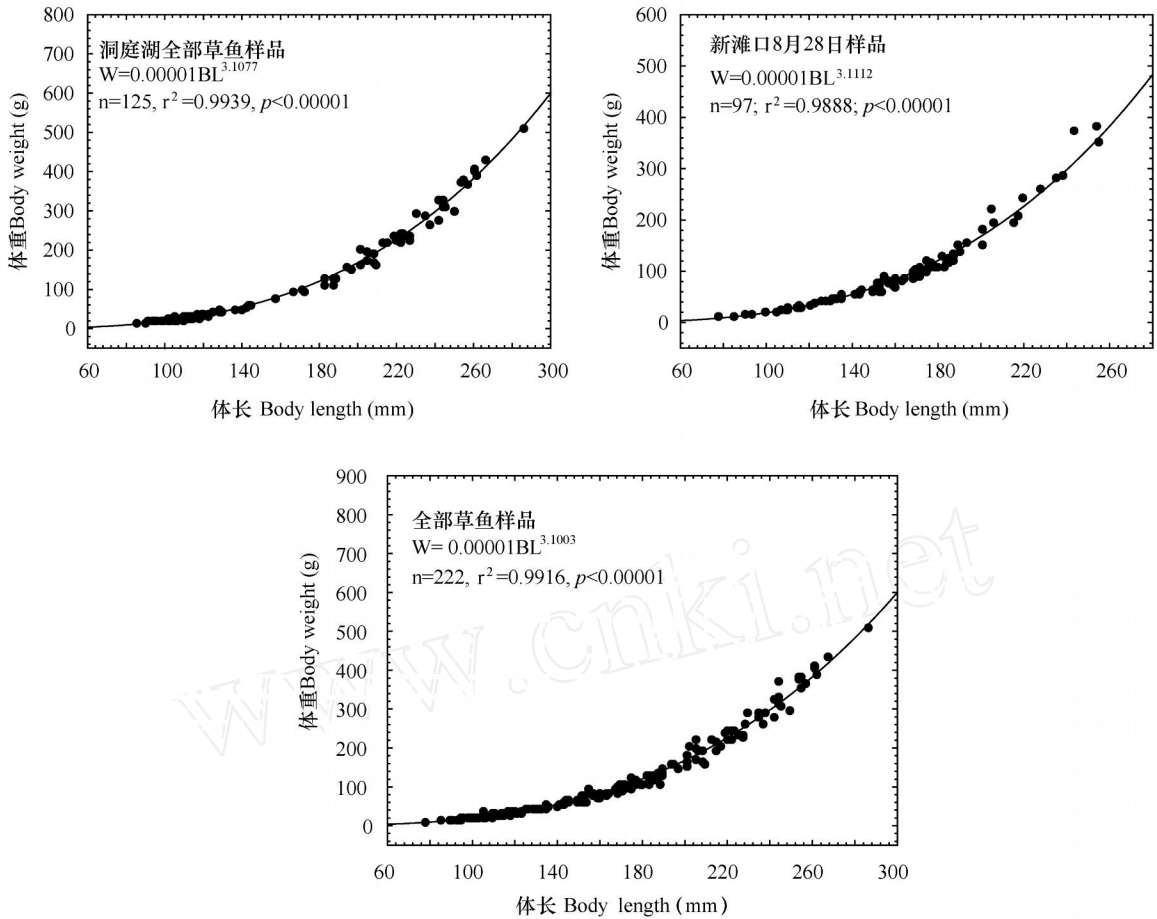 800
700
600
500
400
300
200
100
0
体重Body weight (g)
洞庭湖全部草鱼样品
W=0.00001BL3.1077
n=125, r2=0.9939, p<0.00001
60 100 140 180 220 260 300
体长 Body length (mm)
600
500
400
300
200
100
0
体重Body weight (g)
新滩口8月28日样品
W=0.00001BL3.1112
n=97; r2=0.9888; p<0.00001
60 100 140 180 220 260
体长 Body length (mm)
900
800
700
600
500
400
300
200
100
0
体重Body weight (g)
全部草鱼样品
W= 0.00001BL3.1003
n=222, r2=0.9916, p<0.00001
60 100 140 180 220 260 300
体长 Body length (mm)
www.cnki.net